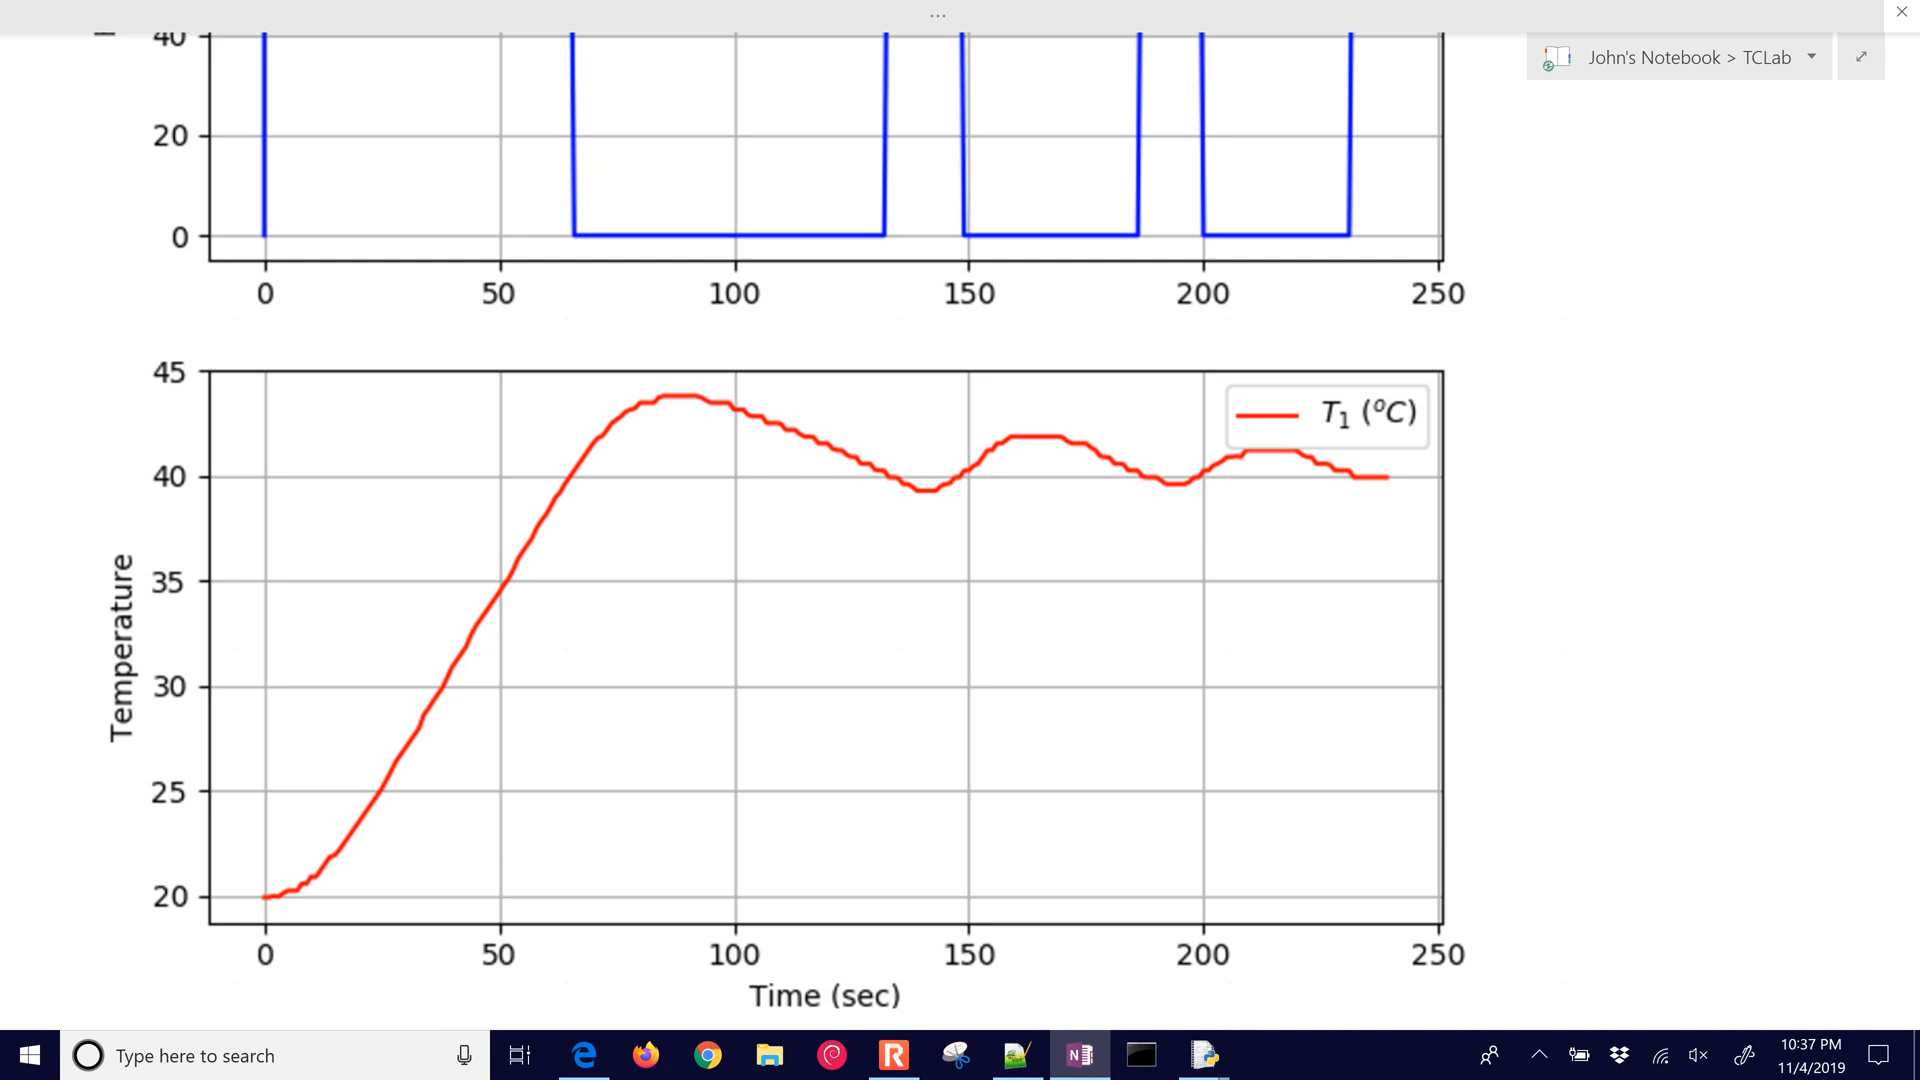 ...
John's Notebook > TCLab
40
20
0
0 50 100 150 200 250
45
40
35
30
25
20
Temperature
T1 (oC)
0 50 100 150 200 250
Time (sec)
Type here to search
10:37 PM
11/4/2019